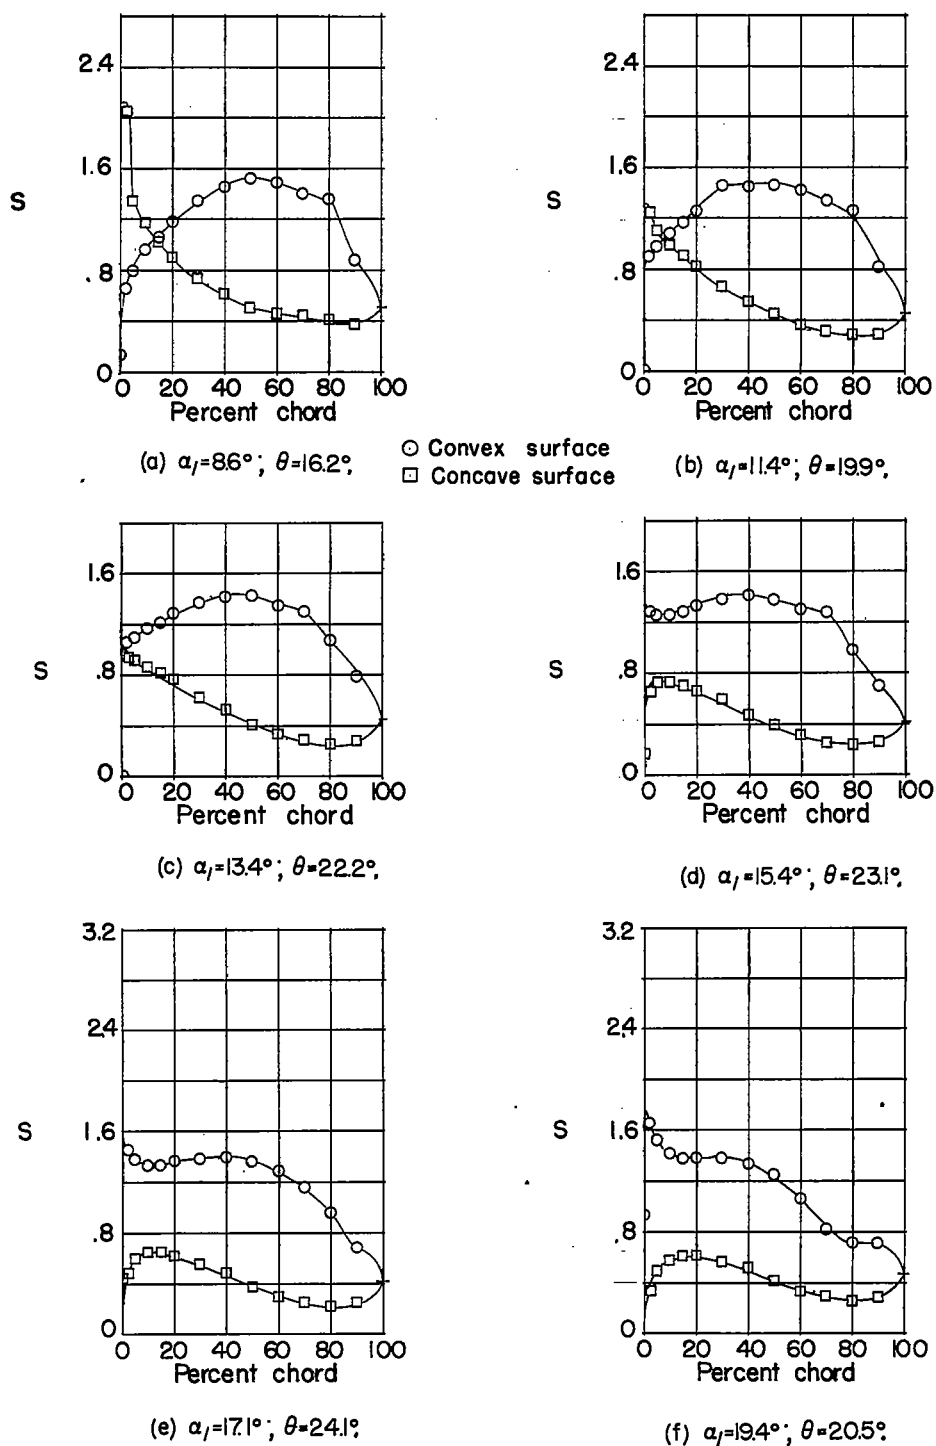 2.4
1.6
S
.8
0
0 20 40 60 80 100
Percent chord
(a) α₁=8.6°; θ=16.2°.
2.4
1.6
S
.8
0
0 20 40 60 80 100
Percent chord
(b) α₁=11.4°; θ=19.9°.
Convex surface
Concave surface
1.6
S
.8
0
0 20 40 60 80 100
Percent chord
(c) α₁=13.4°; θ=22.2°.
1.6
S
.8
0
0 20 40 60 80 100
Percent chord
(d) α₁=15.4°; θ=23.1°.
3.2
2.4
1.6
S
.8
0
0 20 40 60 80 100
Percent chord
(e) α₁=17.1°; θ=24.1°.
3.2
2.4
1.6
S
.8
0
0 20 40 60 80 100
Percent chord
(f) α₁=19.4°; θ=20.5°.